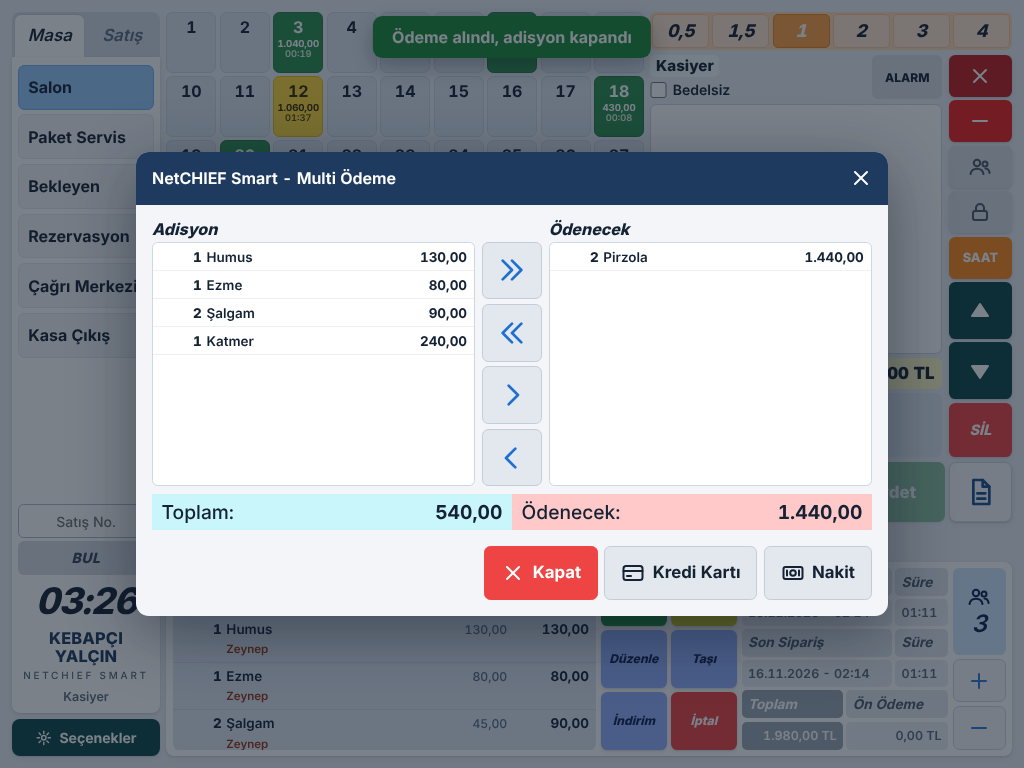 Masa
Satış
1
2
3
1.040,00
00:19
4
Ödeme alındı, adisyon kapandı
0,5
1,5
1
2
3
4
Kasiyer
Bedelsiz
ALARM
Salon
10
11
12
1.060,00
01:37
13
14
15
16
17
18
430,00
00:08
Paket Servis
Bekleyen
Rezervasyon
Çağrı Merkezi
Kasa Çıkış
NetCHIEF Smart - Multi Ödeme
Adisyon
Ödenecek
1 Humus 130,00
1 Ezme 80,00
2 Şalgam 90,00
1 Katmer 240,00
2 Pirzola 1.440,00
Toplam: 540,00
Ödenecek: 1.440,00
Kapat
Kredi Kartı
Nakit
SAAT
00 TL
SİL
det
Satış No.
BUL
03:26
KEBAPÇI
YALÇIN
NETCHIEF SMART
Kasiyer
Seçenekler
1 Humus 130,00 130,00
Zeynep
1 Ezme 80,00 80,00
Zeynep
2 Şalgam 45,00 90,00
Zeynep
Düzenle
Taşı
İndirim
İptal
Süre
01:11
Son Sipariş
Süre
16.11.2026 - 02:14
01:11
Toplam
Ön Ödeme
1.980,00 TL
0,00 TL
3